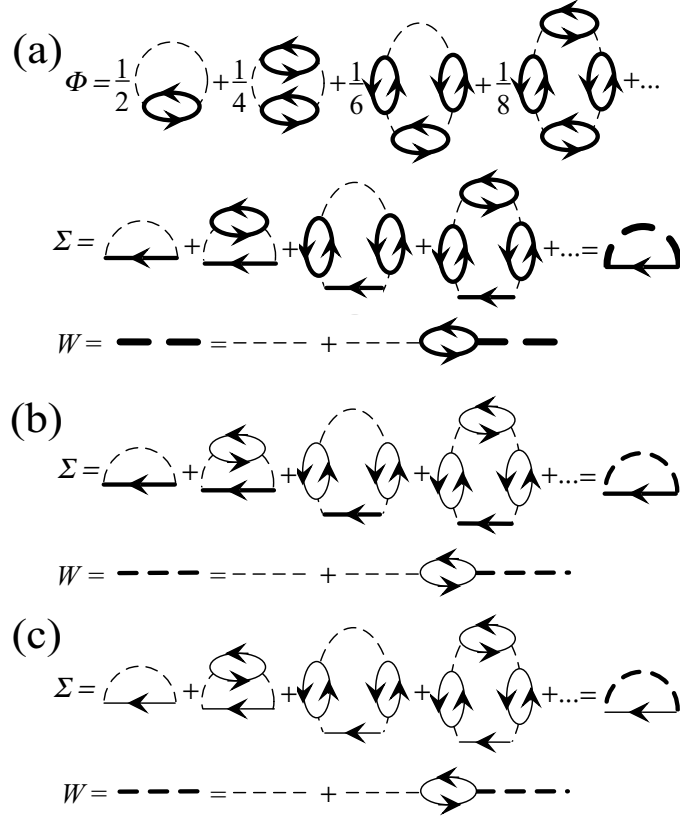 (a)
Φ = 1/2 + 1/4 + 1/6 + 1/8 +...
Σ = + + + +...=
W = = +
(b)
Σ = + + + +...=
W = = +
(c)
Σ = + + + +...=
W = = +